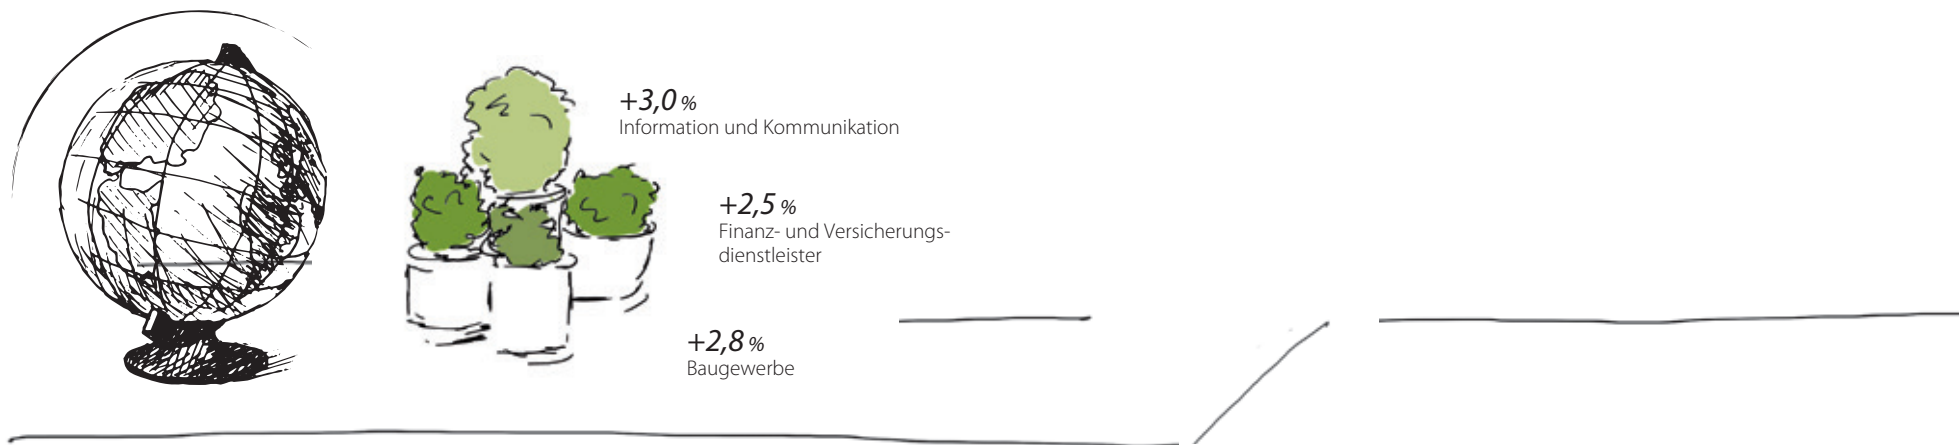 +3,0 %
Information und Kommunikation
+2,5 %
Finanz- und Versicherungs-
dienstleister
+2,8 %
Baugewerbe